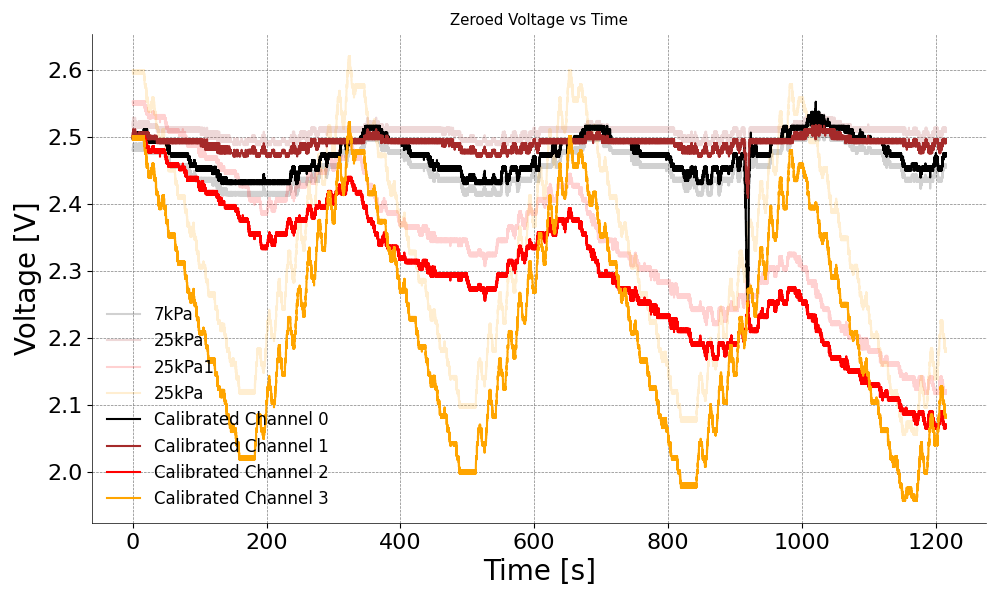 Zeroed Voltage vs Time
Voltage [V]
2.6
2.5
2.4
2.3
2.2
2.1
2.0
7kPa
25kPa
25kPa1
25kPa
Calibrated Channel 0
Calibrated Channel 1
Calibrated Channel 2
Calibrated Channel 3
0 200 400 600 800 1000 1200
Time [s]